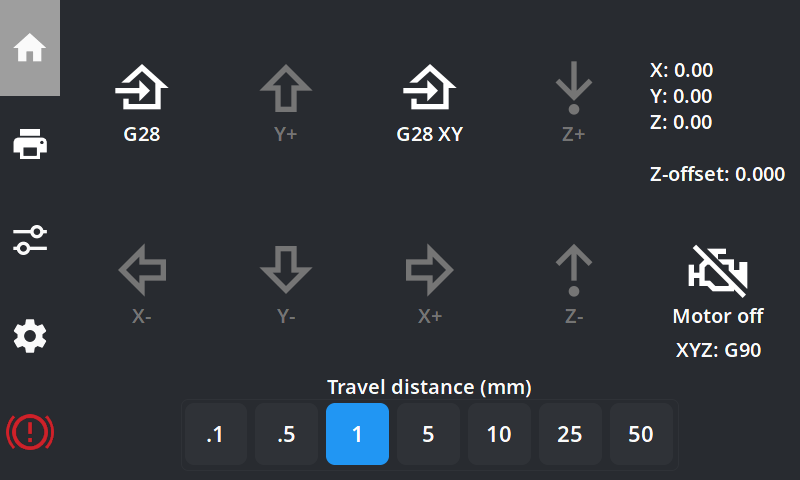 G28
Y+
G28 XY
Z+
X: 0.00
Y: 0.00
Z: 0.00
Z-offset: 0.000
X-
Y-
X+
Z-
Motor off
XYZ: G90
Travel distance (mm)
.1
.5
1
5
10
25
50